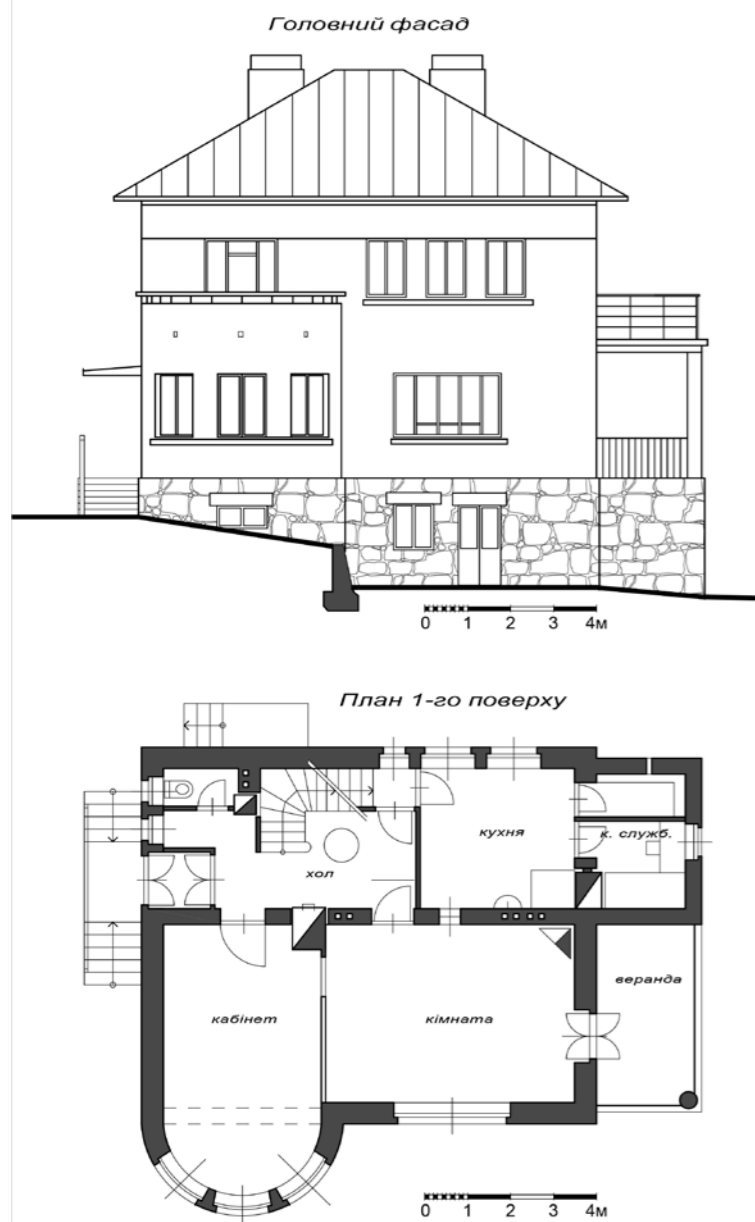 Головний фасад
0 1 2 3 4м
План 1-го поверху
кухня
к. служб.
хол
веранда
кабінет
кімната
0 1 2 3 4м